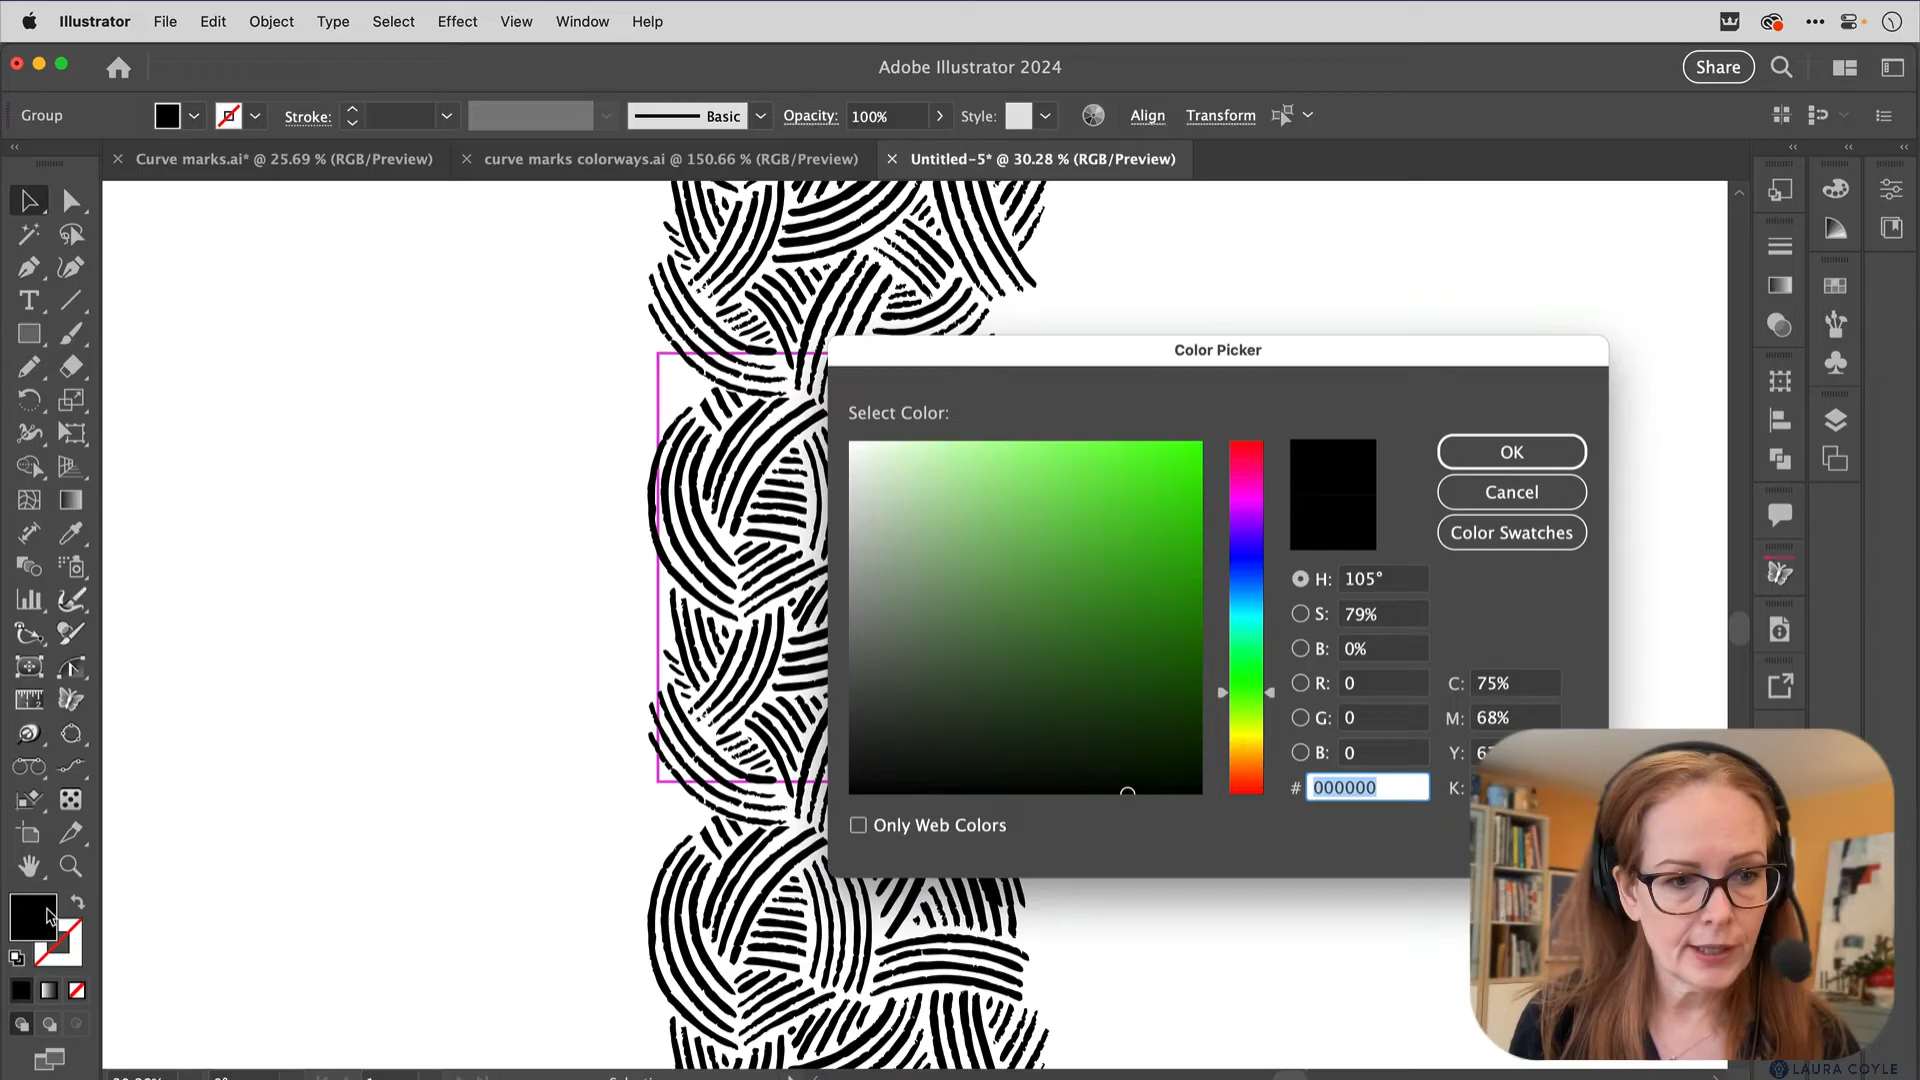 Illustrator File Edit Object Type Select Effect View Window Help
Adobe Illustrator 2024
Share
Group
Stroke:
Basic
Opacity: 100%
Style:
Align
Transform
Curve marks.ai* @ 25.69 % (RGB/Preview)
curve marks colorways.ai @ 150.66 % (RGB/Preview)
Untitled-5* @ 30.28 % (RGB/Preview)
Color Picker
Select Color:
OK
Cancel
Color Swatches
H: 105°
S: 79%
B: 0%
R: 0
C: 75%
G: 0
M: 68%
B: 0
Y:
# 000000
K:
Only Web Colors
LAURA COYLE